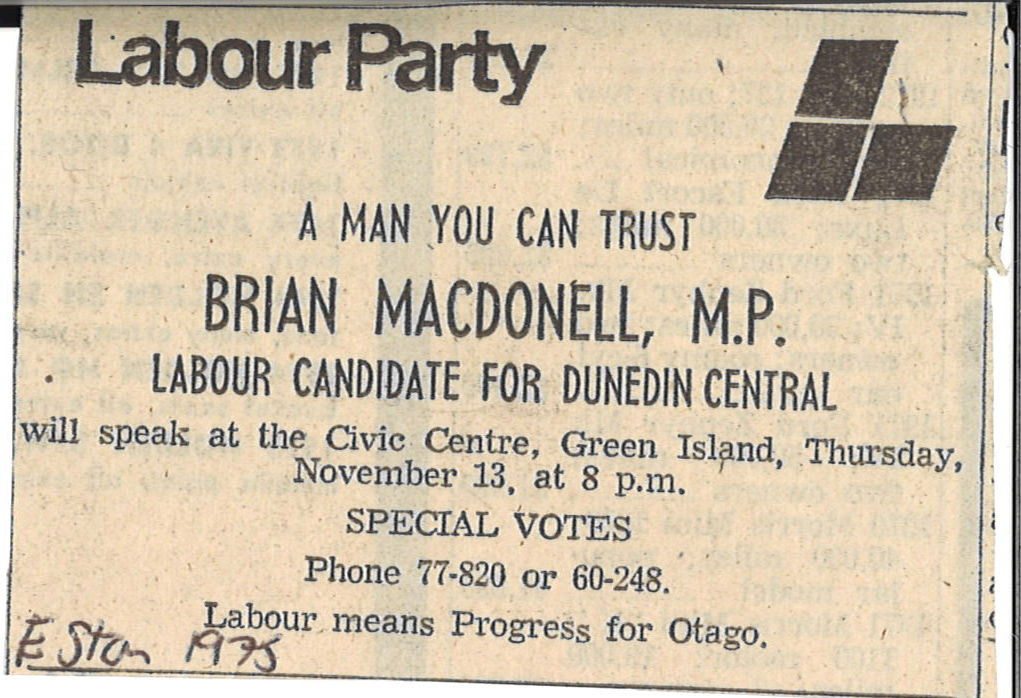 Labour Party
A MAN YOU CAN TRUST
BRIAN MACDONELL, M.P.
LABOUR CANDIDATE FOR DUNEDIN CENTRAL
will speak at the Civic Centre, Green Island, Thursday,
November 13, at 8 p.m.
SPECIAL VOTES
Phone 77-820 or 60-248.
Labour means Progress for Otago.
E Star 1975